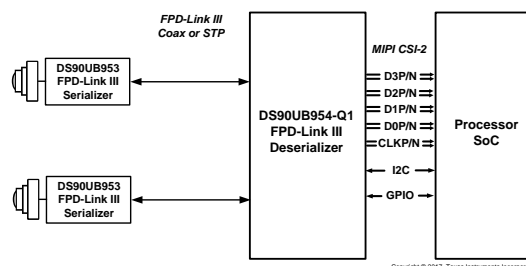 FPD-Link III
Coax or STP
MIPI CSI-2
DS90UB953
FPD-Link III
Serializer
DS90UB954-Q1
FPD-Link III
Deserializer
D3P/N
D2P/N
D1P/N
D0P/N
CLKP/N
I2C
GPIO
Processor
SoC
DS90UB953
FPD-Link III
Serializer
Copyright © 2017, Texas Instruments Incorporated